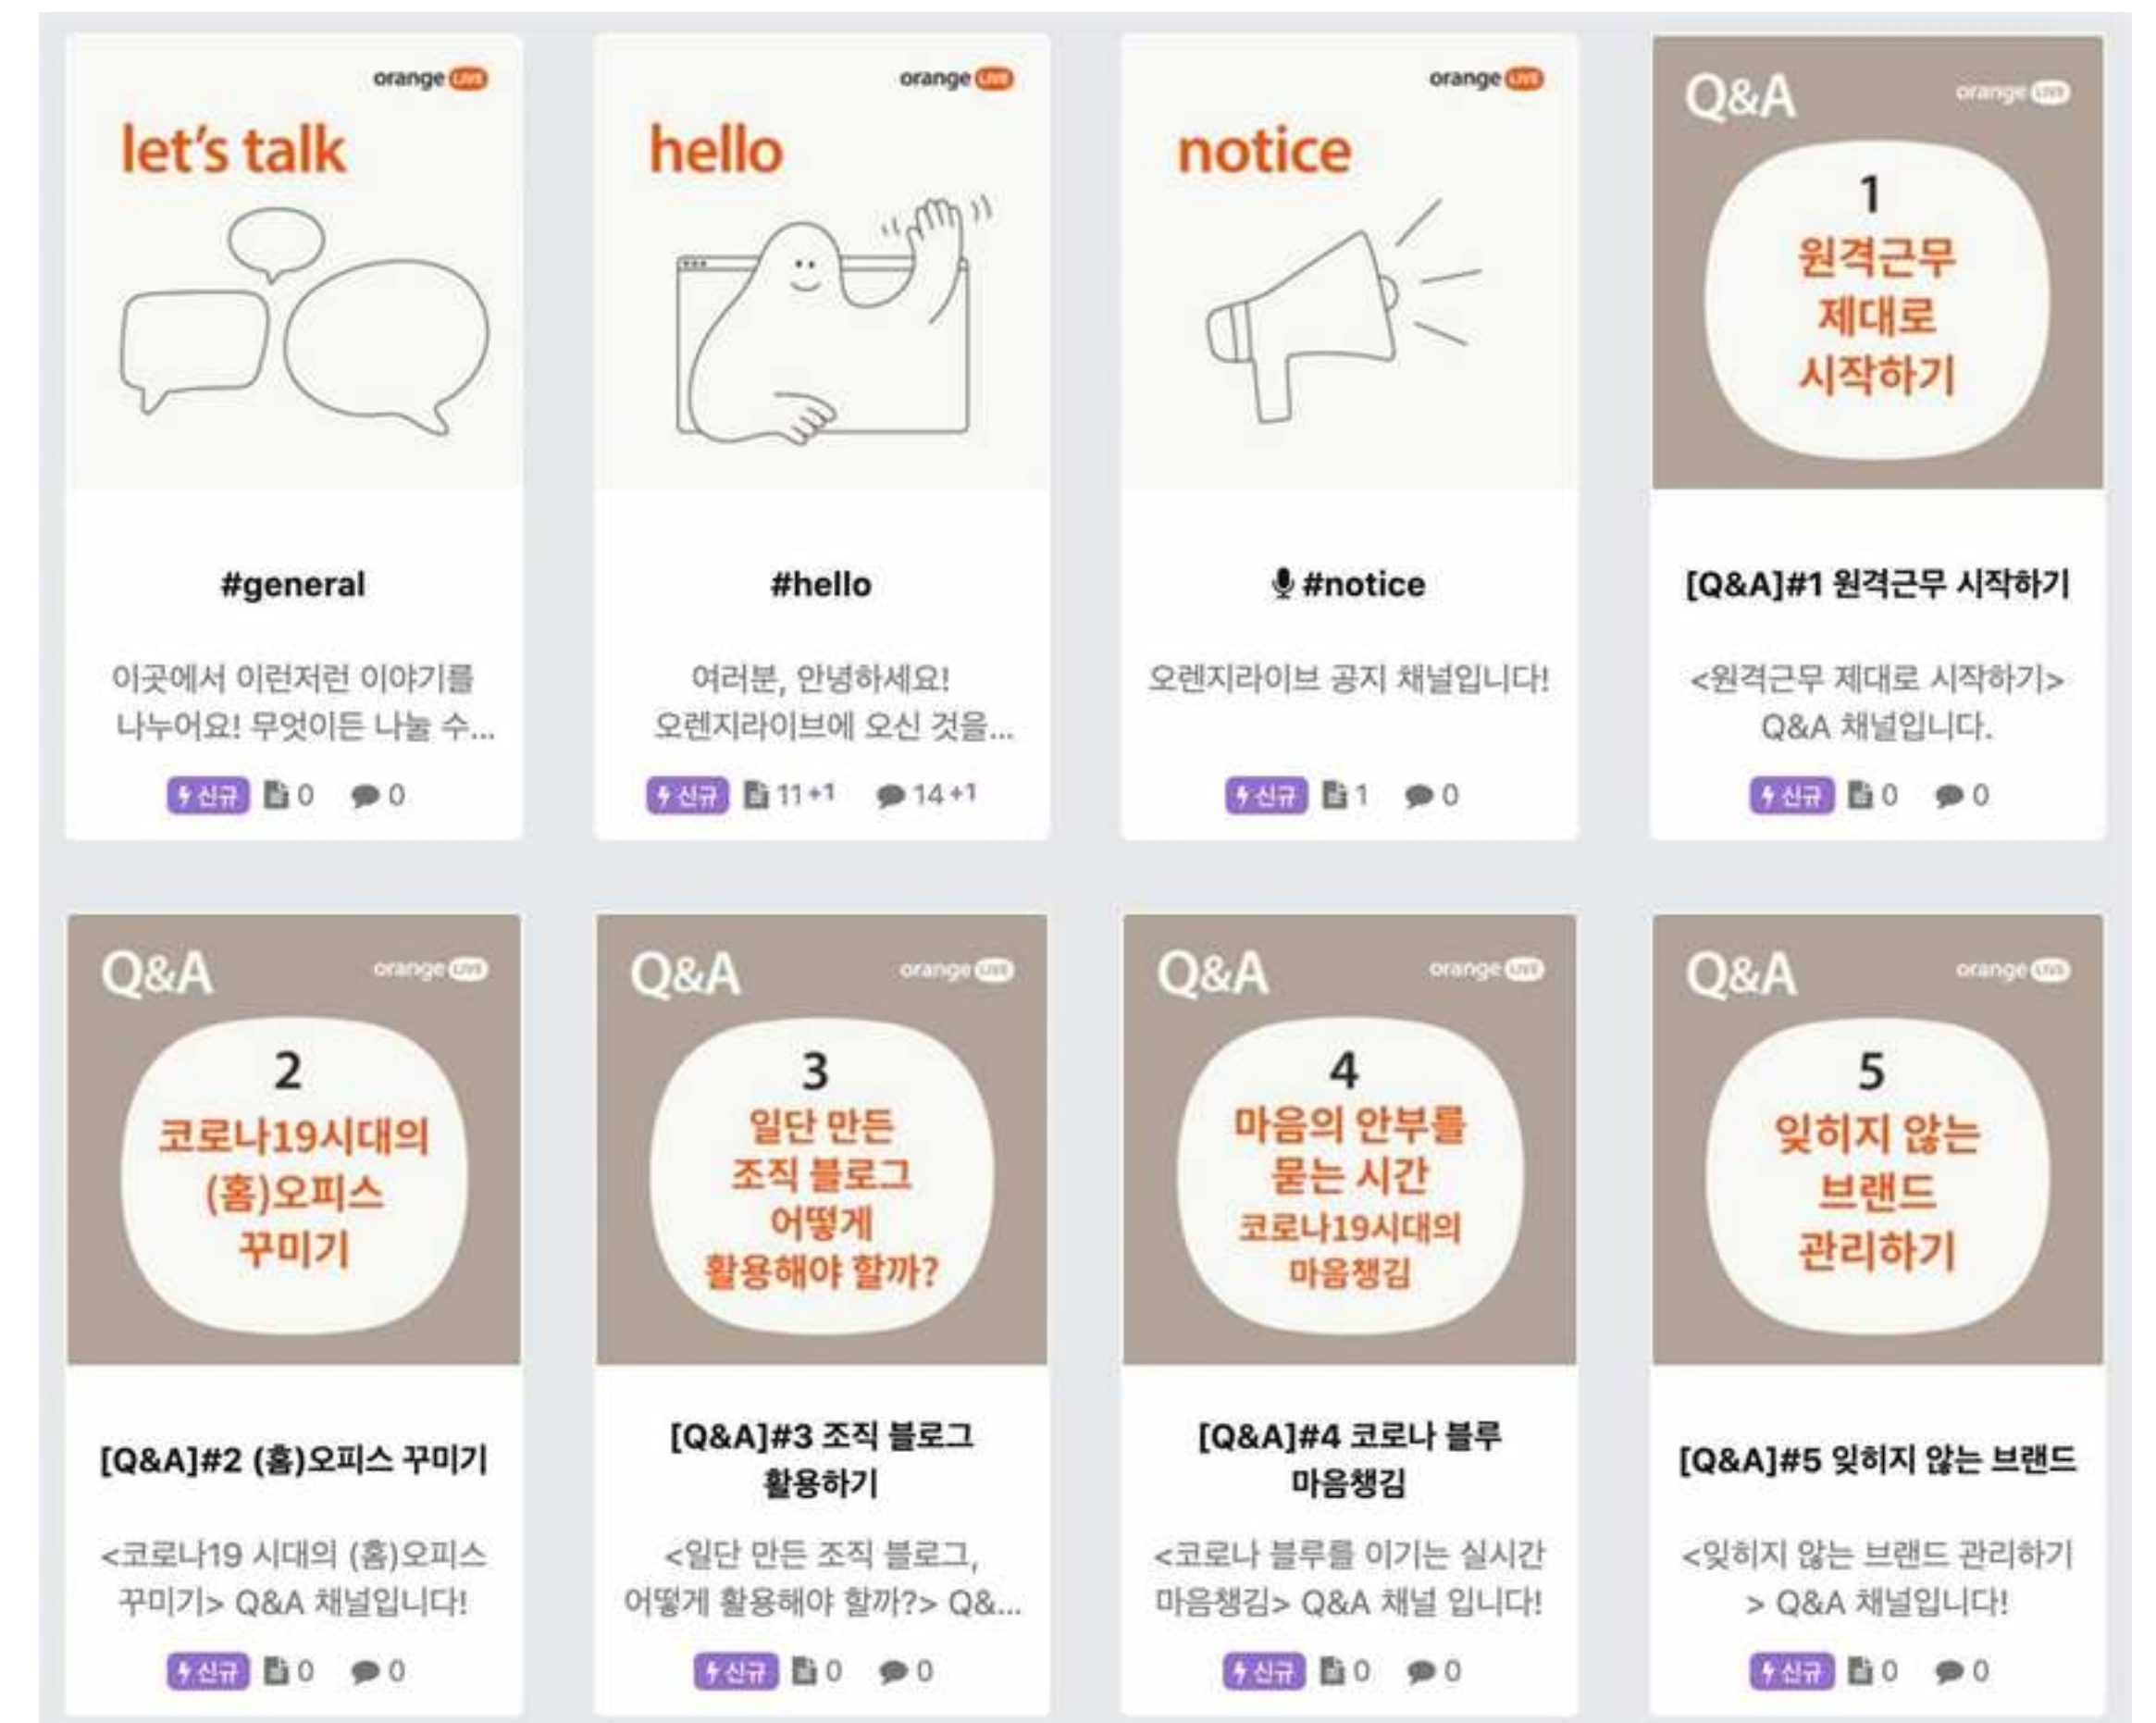 orange LIVE
let's talk
#general
이곳에서 이런저런 이야기를
나누어요! 무엇이든 나눌 수...
신규 0 0
orange LIVE
hello
#hello
여러분, 안녕하세요!
오렌지라이브에 오신 것을...
신규 11+1 14+1
orange LIVE
notice
#notice
오렌지라이브 공지 채널입니다!
신규 1 0
Q&A orange LIVE
1
원격근무
제대로
시작하기
[Q&A]#1 원격근무 시작하기
<원격근무 제대로 시작하기>
Q&A 채널입니다.
신규 0 0
Q&A orange LIVE
2
코로나19시대의
(홈)오피스
꾸미기
[Q&A]#2 (홈)오피스 꾸미기
<코로나19 시대의 (홈)오피스
꾸미기> Q&A 채널입니다!
신규 0 0
Q&A orange LIVE
3
일단 만든
조직 블로그
어떻게
활용해야 할까?
[Q&A]#3 조직 블로그
활용하기
<일단 만든 조직 블로그,
어떻게 활용해야 할까?> Q&...
신규 0 0
Q&A orange LIVE
4
마음의 안부를
묻는 시간
코로나19시대의
마음챙김
[Q&A]#4 코로나 블루
마음챙김
<코로나 블루를 이기는 실시간
마음챙김> Q&A 채널 입니다!
신규 0 0
Q&A orange LIVE
5
잊히지 않는
브랜드
관리하기
[Q&A]#5 잊히지 않는 브랜드
<잊히지 않는 브랜드 관리하기
> Q&A 채널입니다!
신규 0 0